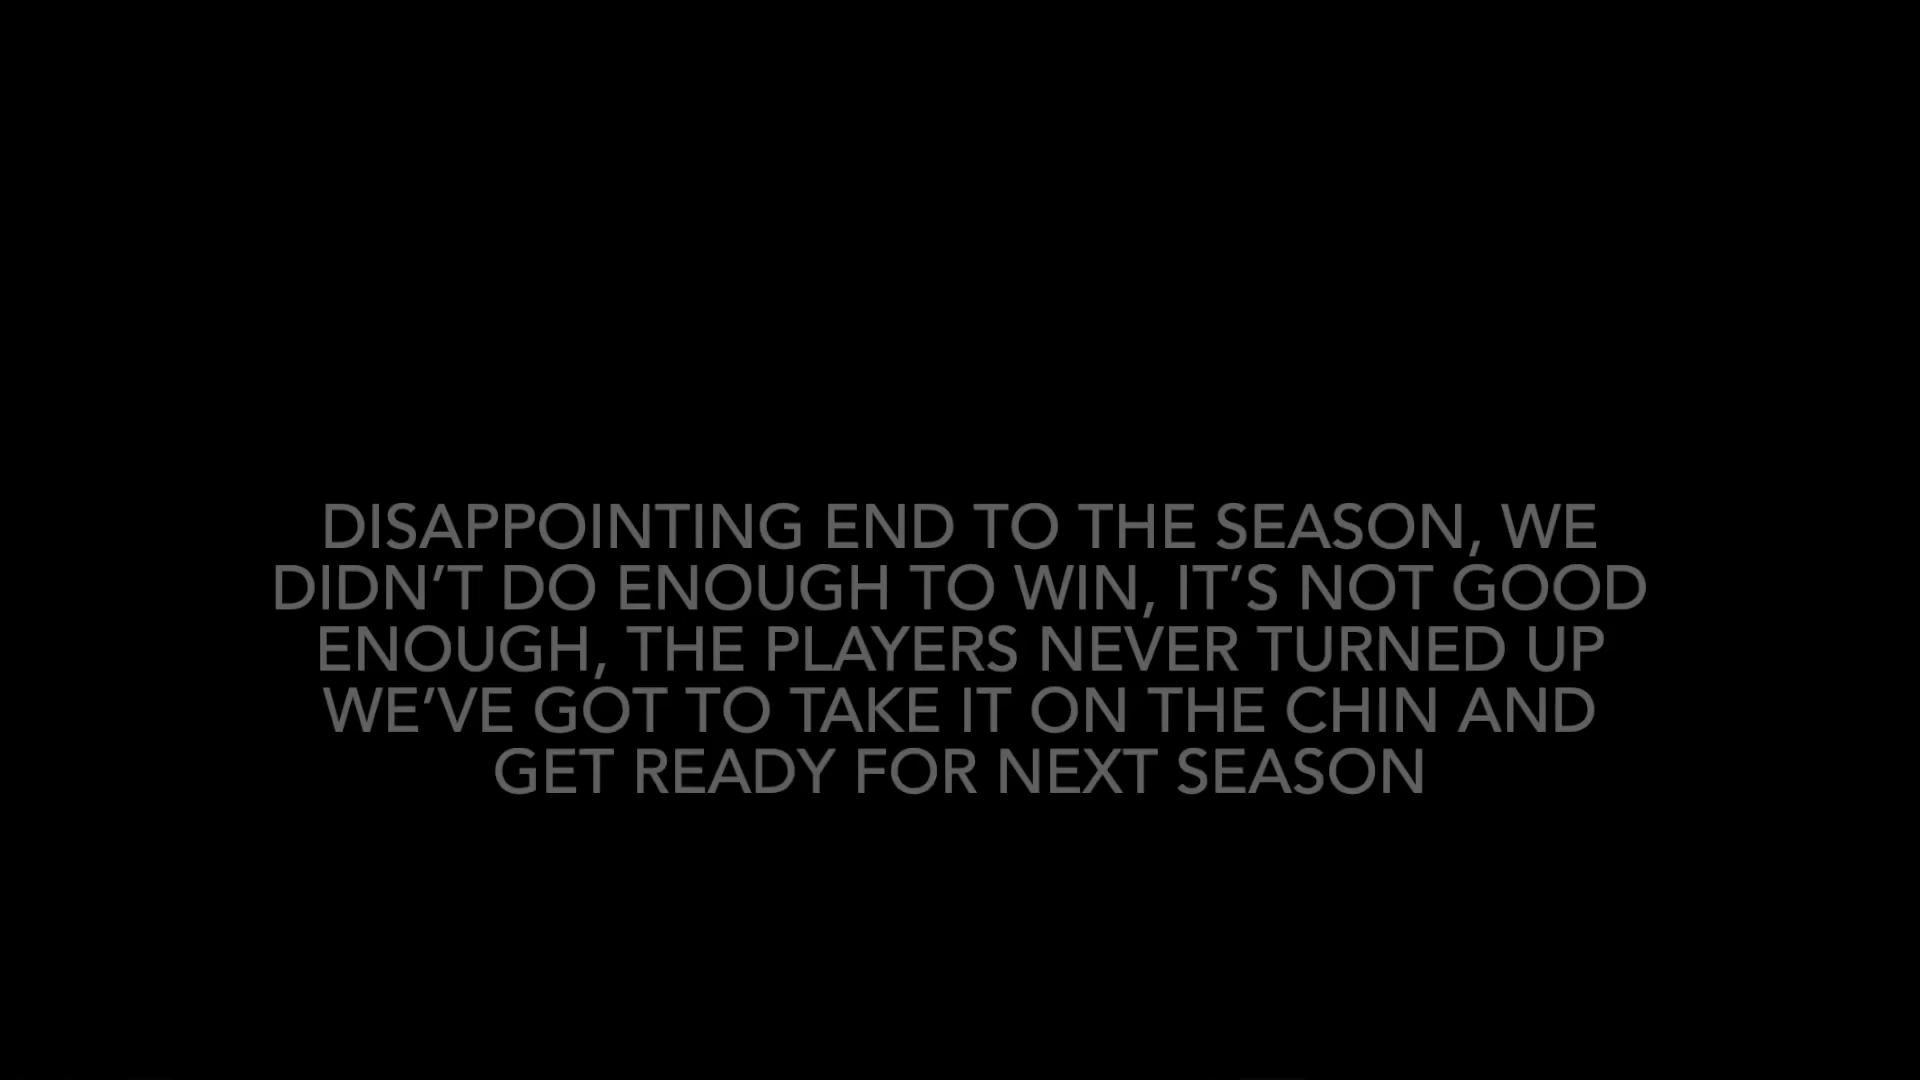 DISAPPOINTING END TO THE SEASON, WE
DIDN’T DO ENOUGH TO WIN, IT’S NOT GOOD
ENOUGH, THE PLAYERS NEVER TURNED UP
WE’VE GOT TO TAKE IT ON THE CHIN AND
GET READY FOR NEXT SEASON